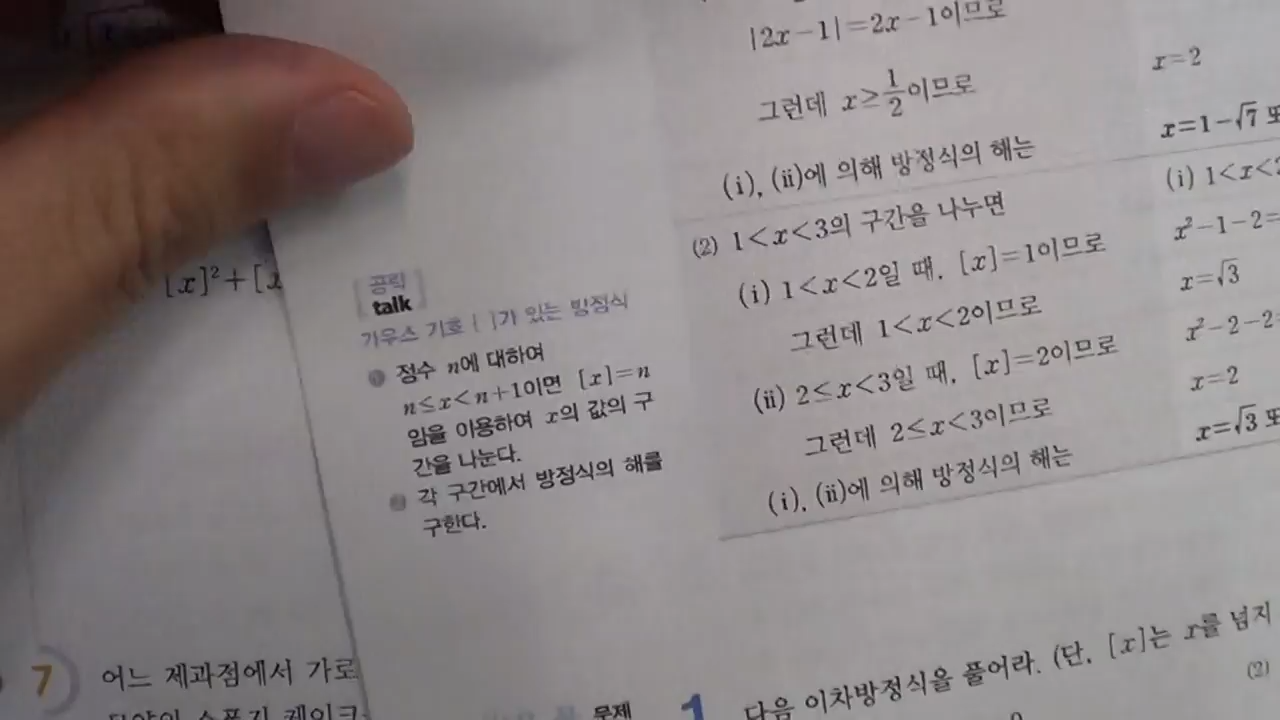 |2x-1|=2x-1이므로
그런데 x≥1/2이므로
x=2
(ⅰ), (ⅱ)에 의해 방정식의 해는
x=1-√7 또
(2) 1<x<3의 구간을 나누면
(ⅰ) 1<x<2일 때, [x]=1이므로
(ⅰ) 1<x<2
x²-1-2=
그런데 1<x<2이므로
x=√3
(ⅱ) 2≤x<3일 때, [x]=2이므로
x²-2-2=
그런데 2≤x<3이므로
x=2
(ⅰ), (ⅱ)에 의해 방정식의 해는
x=√3 또
[x]²+[x
공략
talk
가우스 기호 [ ]가 있는 방정식
정수 n에 대하여
n≤x<n+1이면 [x]=n
임을 이용하여 x의 값의 구
간을 나눈다.
각 구간에서 방정식의 해를
구한다.
7 어느 제과점에서 가로
문제
1 다음 이차방정식을 풀어라. (단, [x]는 x를 넘지
(2)